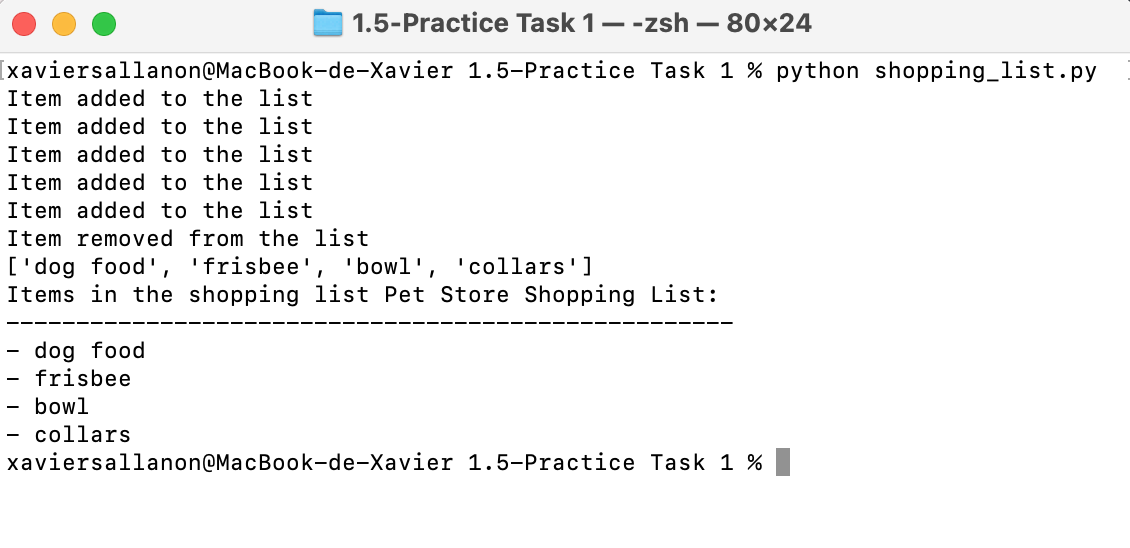 1.5-Practice Task 1 — -zsh — 80×24
[xaviersallanon@MacBook-de-Xavier 1.5-Practice Task 1 % python shopping_list.py ]
Item added to the list
Item added to the list
Item added to the list
Item added to the list
Item added to the list
Item removed from the list
['dog food', 'frisbee', 'bowl', 'collars']
Items in the shopping list Pet Store Shopping List:
----------------------------------------------------
- dog food
- frisbee
- bowl
- collars
xaviersallanon@MacBook-de-Xavier 1.5-Practice Task 1 %